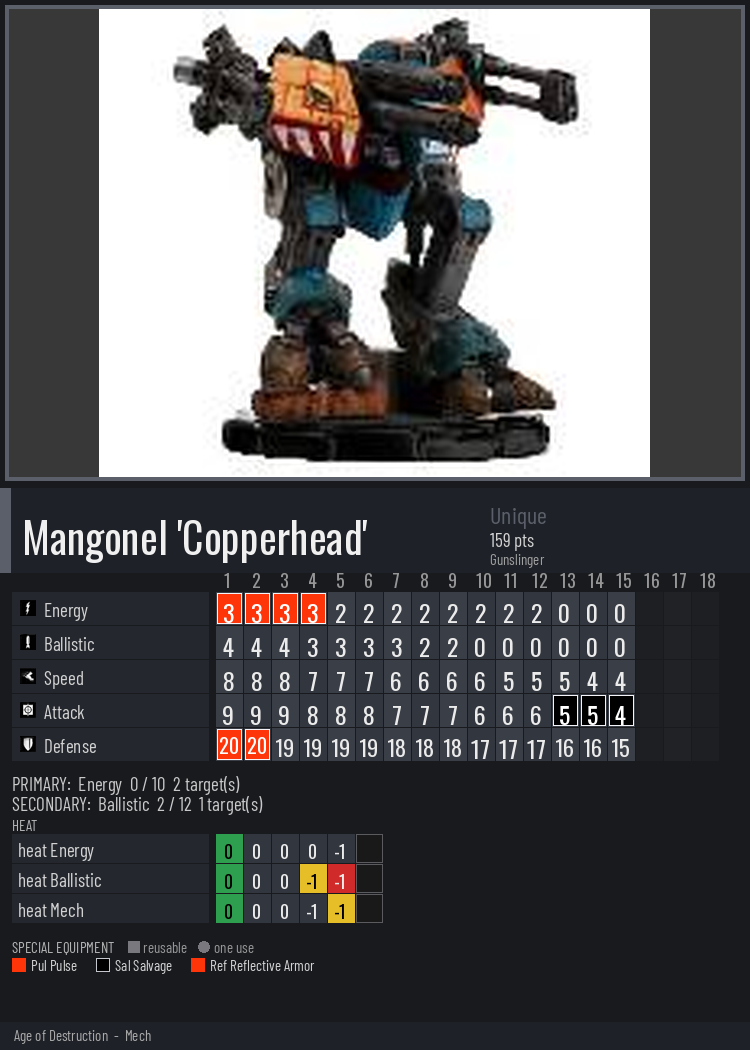 Mangonel 'Copperhead'
Unique
159 pts
Gunslinger
1 2 3 4 5 6 7 8 9 10 11 12 13 14 15 16 17 18
Energy 3 3 3 3 2 2 2 2 2 2 2 2 0 0 0
Ballistic 4 4 4 3 3 3 3 2 2 0 0 0 0 0 0
Speed 8 8 8 7 7 7 6 6 6 6 5 5 5 4 4
Attack 9 9 9 8 8 8 7 7 7 6 6 6 5 5 4
Defense 20 20 19 19 19 19 18 18 18 17 17 17 16 16 15
PRIMARY: Energy 0 / 10 2 target(s)
SECONDARY: Ballistic 2 / 12 1 target(s)
HEAT
heat Energy 0 0 0 0 -1
heat Ballistic 0 0 0 -1 -1
heat Mech 0 0 0 -1 -1
SPECIAL EQUIPMENT reusable one use
Pul Pulse Sal Salvage Ref Reflective Armor
Age of Destruction - Mech